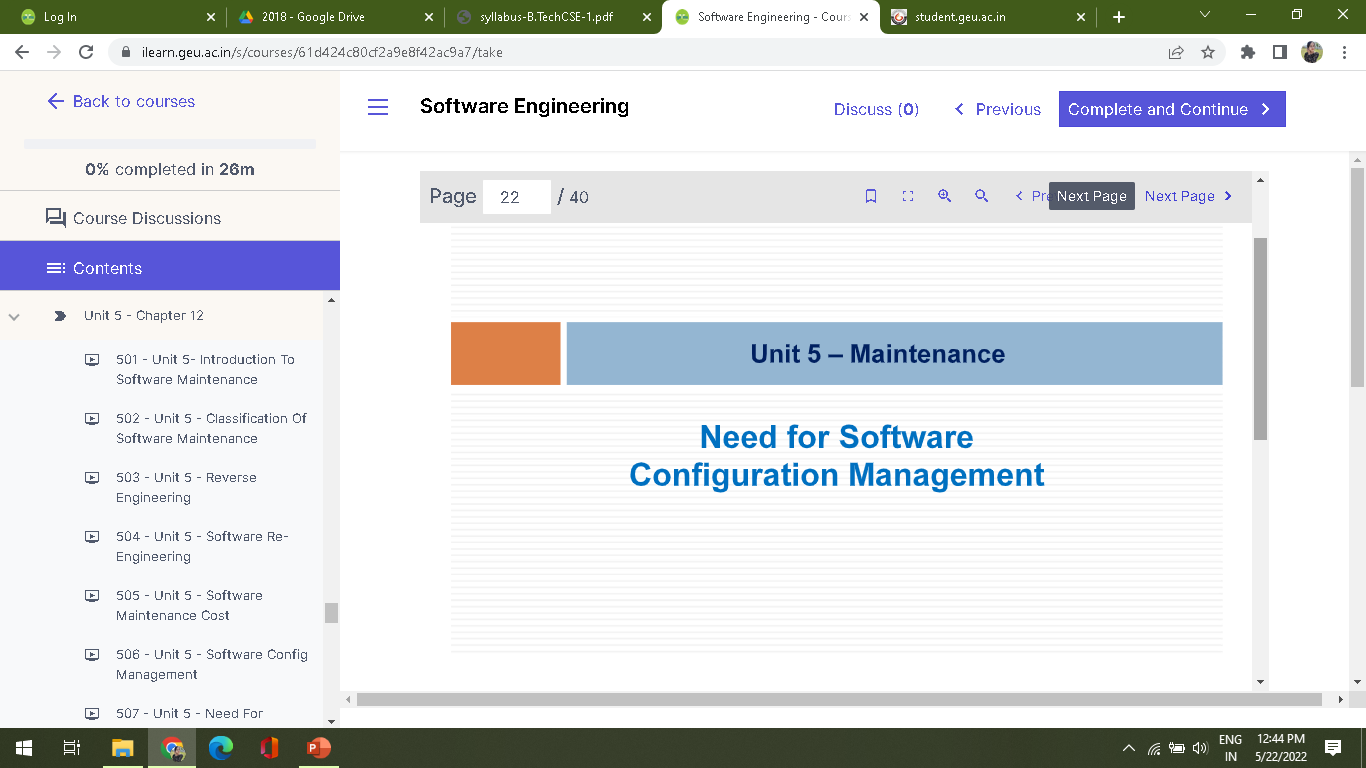 Log In
2018 - Google Drive
syllabus-B.TechCSE-1.pdf
Software Engineering - Cour
student.geu.ac.in
ilearn.geu.ac.in/s/courses/61d424c80cf2a9e8f42ac9a7/take
Back to courses
0% completed in 26m
Course Discussions
Contents
Unit 5 - Chapter 12
501 - Unit 5- Introduction To
Software Maintenance
502 - Unit 5 - Classification Of
Software Maintenance
503 - Unit 5 - Reverse
Engineering
504 - Unit 5 - Software Re-
Engineering
505 - Unit 5 - Software
Maintenance Cost
506 - Unit 5 - Software Config
Management
507 - Unit 5 - Need For
Software Engineering
Discuss (0)
Previous
Complete and Continue
Page 22 / 40
Pre
Next Page
Next Page
Unit 5 – Maintenance
Need for Software
Configuration Management
ENG
IN
12:44 PM
5/22/2022